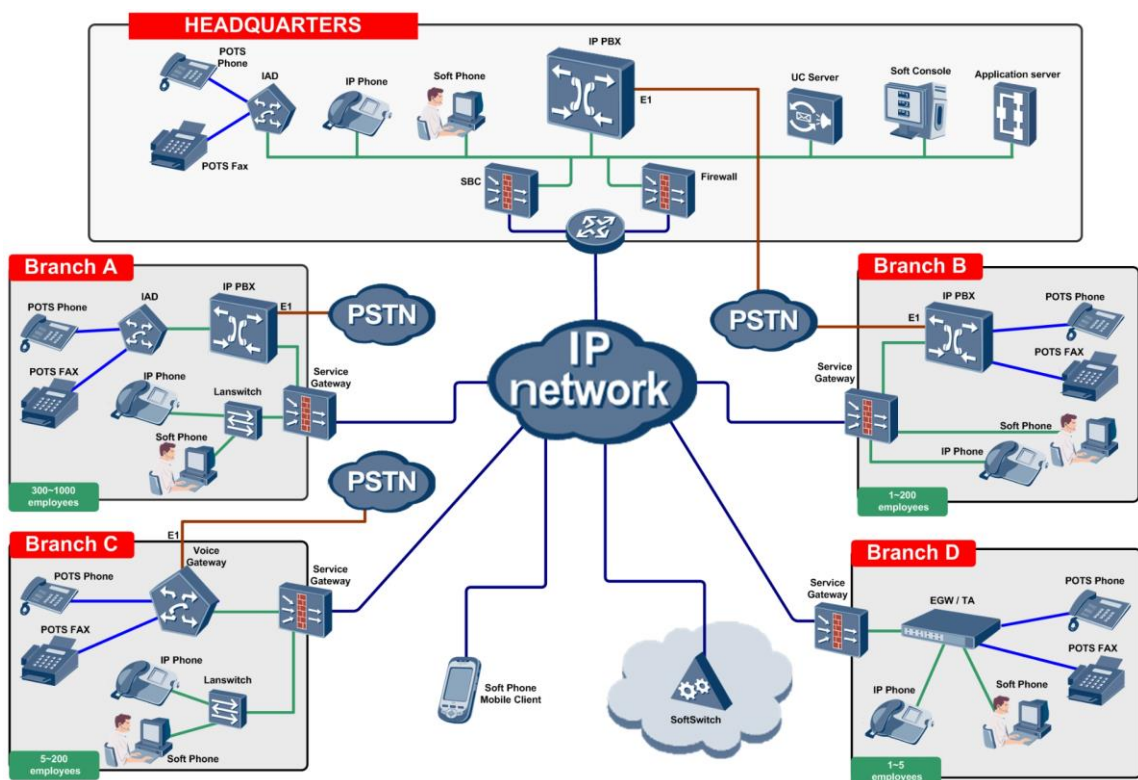 HEADQUARTERS
POTS
Phone
IAD
IP Phone
Soft Phone
IP PBX
E1
UC Server
Soft Console
Application server
POTS Fax
SBC
Firewall
Branch A
POTS Phone
IAD
IP PBX
E1
PSTN
POTS FAX
IP Phone
Lanswitch
Service
Gateway
Soft Phone
300~1000
employees
IP
network
PSTN
Branch B
IP PBX
E1
POTS Phone
POTS FAX
Service
Gateway
Soft Phone
IP Phone
1~200
employees
PSTN
Branch C
E1
Voice
Gateway
Service
Gateway
POTS Phone
POTS FAX
IP Phone
Lanswitch
Soft Phone
5~200
employees
Soft Phone
Mobile Client
SoftSwitch
Branch D
Service
Gateway
EGW / TA
POTS Phone
POTS FAX
IP Phone
Soft Phone
1~5
employees